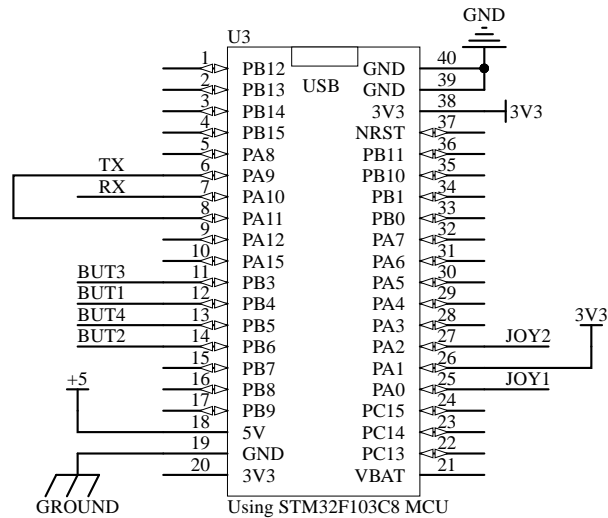 GND
U3
USB
1 PB12 GND 40
2 PB13 GND 39
3 PB14 3V3 38 3V3
4 PB15 NRST 37
5 PA8 PB11 36
TX 6 PA9 PB10 35
RX 7 PA10 PB1 34
8 PA11 PB0 33
9 PA12 PA7 32
10 PA15 PA6 31
BUT3 11 PB3 PA5 30
BUT1 12 PB4 PA4 29
BUT4 13 PB5 PA3 28
BUT2 14 PB6 PA2 27 JOY2
15 PB7 PA1 26 3V3
16 PB8 PA0 25 JOY1
17 PB9 PC15 24
+5 18 5V PC14 23
19 GND PC13 22
20 3V3 VBAT 21
GROUND
Using STM32F103C8 MCU